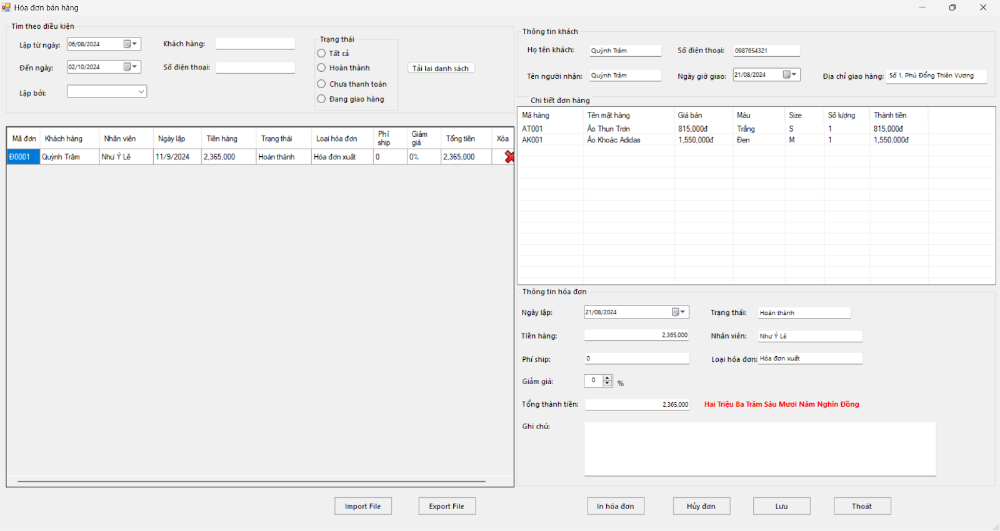 Hóa đơn bán hàng
Tìm theo điều kiện
Lập từ ngày: 06/08/2024 Khách hàng:
Đến ngày: 02/10/2024 Số điện thoại:
Lập bởi:
Trạng thái
Tất cả
Hoàn thành
Chưa thanh toán
Đang giao hàng
Tải lại danh sách
Mã đơn Khách hàng Nhân viên Ngày lập Tiền hàng Trạng thái Loại hóa đơn Phí ship Giảm giá Tổng tiền Xóa
Đ0001 Quỳnh Trâm Như Ý Lê 11/9/2024 2,365,000 Hoàn thành Hóa đơn xuất 0 0% 2,365,000
Import File Export File
Thông tin khách
Họ tên khách: Quỳnh Trâm Số điện thoại: 0987654321
Tên người nhận: Quỳnh Trâm Ngày giờ giao: 21/08/2024 Địa chỉ giao hàng: Số 1, Phù Đổng Thiên Vương
Chi tiết đơn hàng
Mã hàng Tên mặt hàng Giá bán Màu Size Số lượng Thành tiền
AT001 Áo Thun Trơn 815,000đ Trắng S 1 815,000đ
AK001 Áo Khoác Adidas 1,550,000đ Đen M 1 1,550,000đ
Thông tin hóa đơn
Ngày lập: 21/08/2024 Trạng thái: Hoàn thành
Tiền hàng: 2,365,000 Nhân viên: Như Ý Lê
Phí ship: 0 Loại hóa đơn: Hóa đơn xuất
Giảm giá: 0 %
Tổng thành tiền: 2,365,000 Hai Triệu Ba Trăm Sáu Mươi Năm Nghìn Đồng
Ghi chú:
In hóa đơn Hủy đơn Lưu Thoát